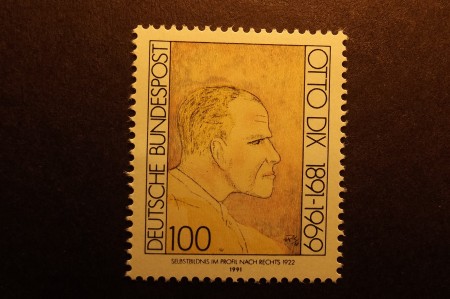 DEUTSCHE BUNDESPOST
OTTO DIX 1891-1969
100
SELBSTBILDNIS IM PROFIL NACH RECHTS 1922
1991